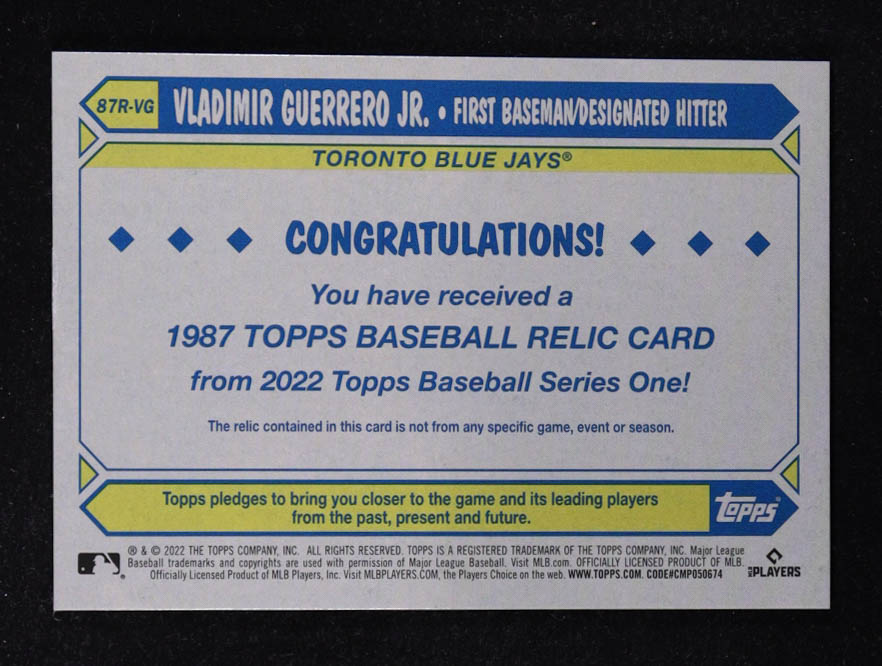 87R-VG
VLADIMIR GUERRERO JR. • FIRST BASEMAN/DESIGNATED HITTER
TORONTO BLUE JAYS®
CONGRATULATIONS!
You have received a
1987 TOPPS BASEBALL RELIC CARD
from 2022 Topps Baseball Series One!
The relic contained in this card is not from any specific game, event or season.
Topps pledges to bring you closer to the game and its leading players
from the past, present and future.
topps®
® & © 2022 THE TOPPS COMPANY, INC. ALL RIGHTS RESERVED. TOPPS IS A REGISTERED TRADEMARK OF THE TOPPS COMPANY, INC. Major League
Baseball trademarks and copyrights are used with permission of Major League Baseball. Visit MLB.com. OFFICIALLY LICENSED PRODUCT OF MLB
Officially Licensed Product of MLB Players, Inc. Visit MLBPLAYERS.COM, the Players Choice on the web. WWW.TOPPS.COM. CODE#CMP050674
MLB PLAYERS